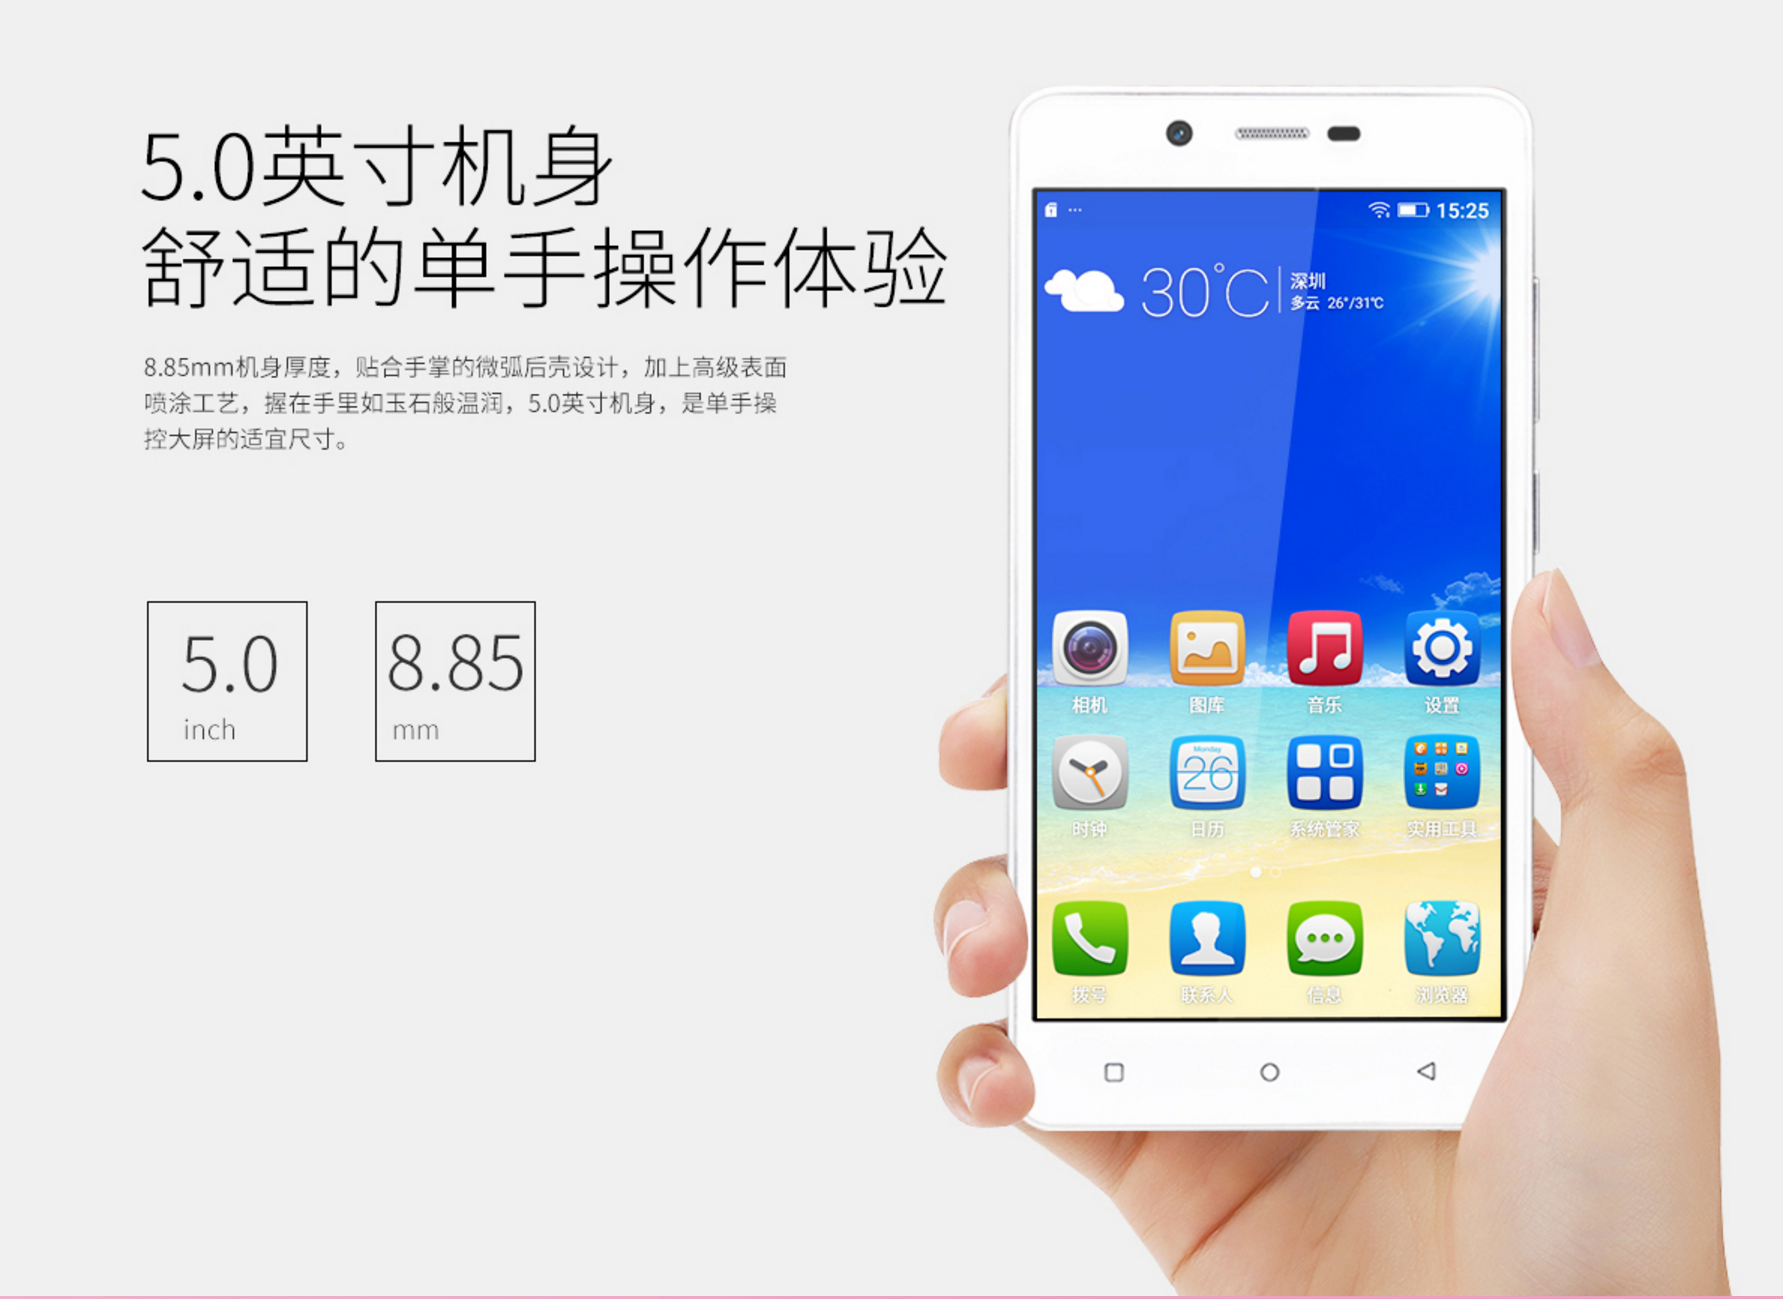 5.0英寸机身
舒适的单手操作体验
8.85mm机身厚度，贴合手掌的微弧后壳设计，加上高级表面
喷涂工艺，握在手里如玉石般温润，5.0英寸机身，是单手操
控大屏的适宜尺寸。
5.0
inch
8.85
mm
15:25
30°C
深圳
多云 26°/31℃
相机 图库 音乐 设置
Monday
26
时钟 日历 系统管家 实用工具
拨号 联系人 信息 浏览器